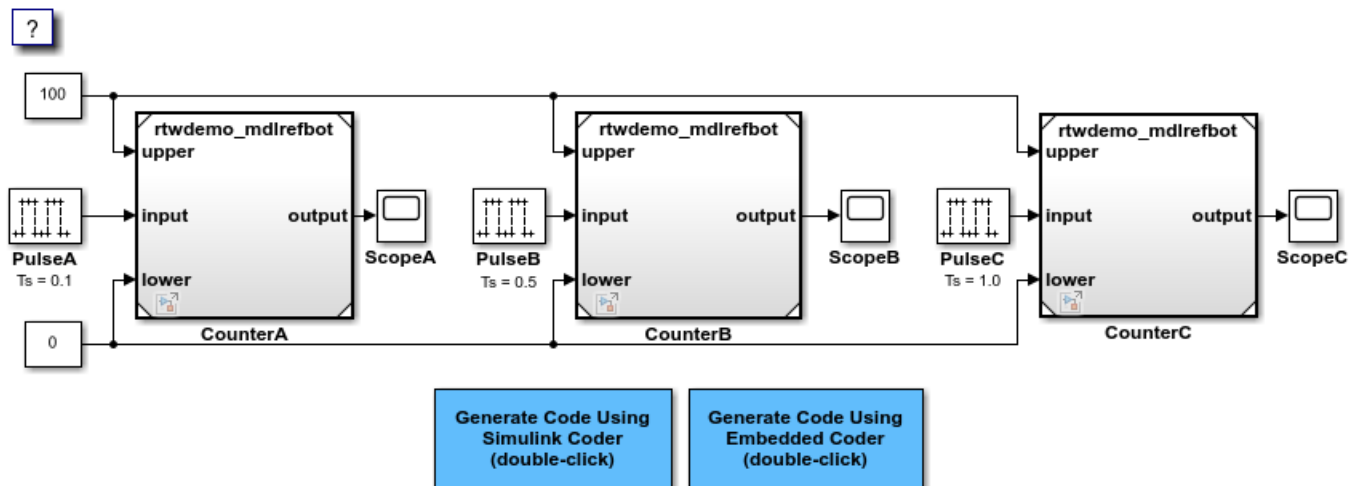 ?
100
rtwdemo_mdlrefbot
upper
input
output
lower
CounterA
PulseA
Ts = 0.1
ScopeA
rtwdemo_mdlrefbot
upper
input
output
lower
CounterB
PulseB
Ts = 0.5
ScopeB
rtwdemo_mdlrefbot
upper
input
output
lower
CounterC
PulseC
Ts = 1.0
ScopeC
0
Generate Code Using
Simulink Coder
(double-click)
Generate Code Using
Embedded Coder
(double-click)